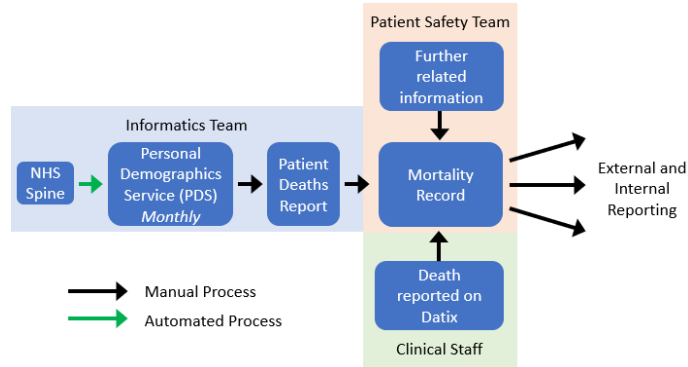 Patient Safety Team
Further
related
information
Informatics Team
NHS
Spine
Personal
Demographics
Service (PDS)
Monthly
Patient
Deaths
Report
Mortality
Record
External and
Internal
Reporting
Death
reported on
Datix
Clinical Staff
Manual Process
Automated Process